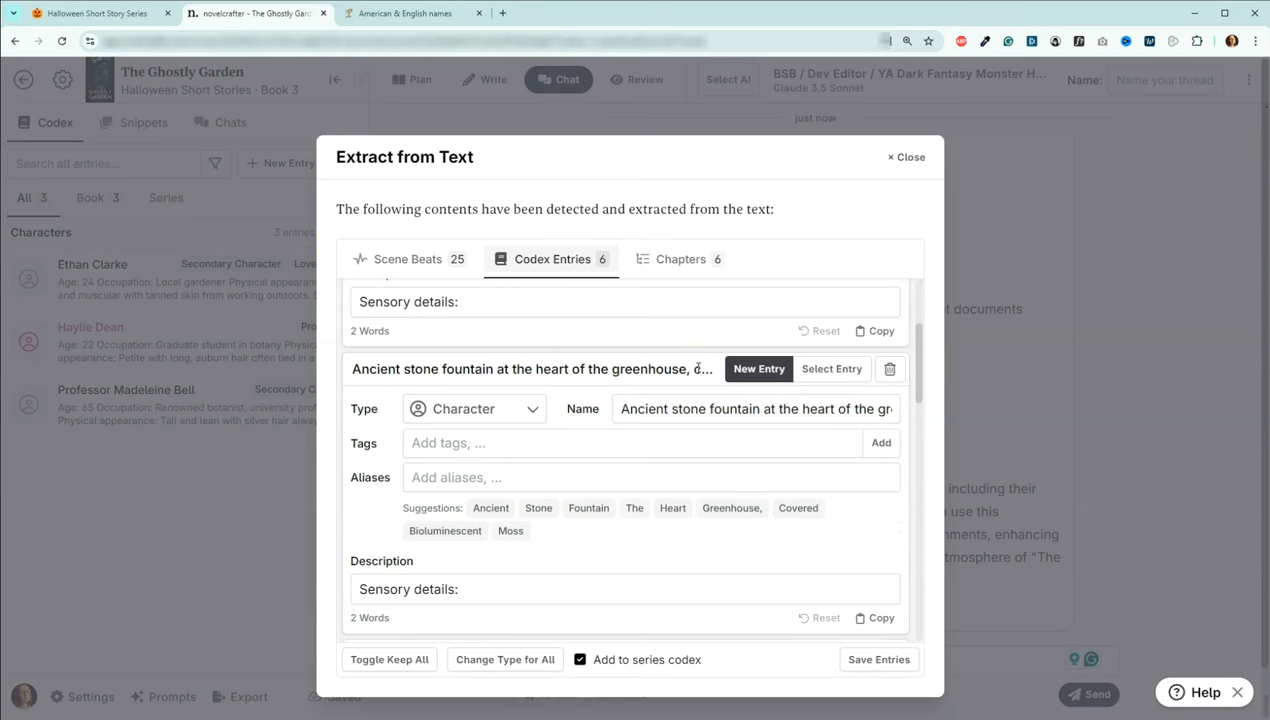 Halloween Short Story Series
n. novelcrafter - The Ghostly Gard
American & English names
The Ghostly Garden
Halloween Short Stories · Book 3
Plan
Write
Chat
Review
Select AI
BSB / Dev Editor / YA Dark Fantasy Monster H...
Claude 3.5 Sonnet
Name:
Name your thread.
Codex
Snippets
Chats
just now
Search all entries...
New Entry
All 3
Book 3
Series
Characters
3 entries
Ethan Clarke
Secondary Character
Love
Age: 24 Occupation: Local gardener Physical appearance
and muscular with tanned skin from working outdoors.
Haylie Dean
Pro
Age: 22 Occupation: Graduate student in botany Physical
appearance: Petite with long, auburn hair often tied in a
Professor Madeleine Bell
Age: 65 Occupation: Renowned botanist, university prof
Physical appearance: Tall and lean with silver hair always
Extract from Text
× Close
The following contents have been detected and extracted from the text:
Scene Beats 25
Codex Entries 6
Chapters 6
Sensory details:
2 Words
Reset
Copy
Ancient stone fountain at the heart of the greenhouse, c...
New Entry
Select Entry
Type
Character
Name
Ancient stone fountain at the heart of the gr
Tags
Add tags, ...
Add
Aliases
Add aliases, ...
Suggestions:
Ancient
Stone
Fountain
The
Heart
Greenhouse,
Covered
Bioluminescent
Moss
Description
Sensory details:
2 Words
Reset
Copy
Toggle Keep All
Change Type for All
Add to series codex
Save Entries
et documents
including their
use this
nments, enhancing
tmosphere of "The
Settings
Prompts
Export
Saved
Send
Help